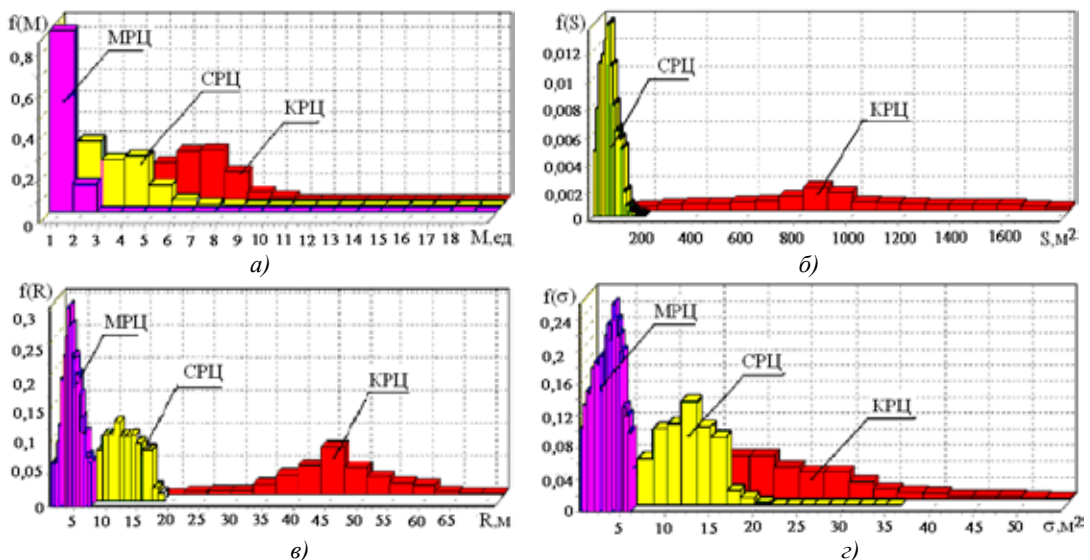 f(M)
0,8
0,6
0,4
0,2
0
МРЦ
СРЦ
КРЦ
1 2 3 4 5 6 7 8 9 10 11 12 13 14 15 16 17 18 М,ед
а)
f(S)
0,012
0,01
0,008
0,006
0,004
0,002
0
СРЦ
КРЦ
200 400 600 800 1000 1200 1400 1600 S,м²
б)
f(R)
0,3
0,25
0,2
0,15
0,1
0,05
0
МРЦ
СРЦ
КРЦ
5 10 15 20 25 30 35 40 45 50 55 60 65 R,м
в)
f(σ)
0,24
0,2
0,16
0,12
0,08
0,04
0
МРЦ
СРЦ
КРЦ
5 10 15 20 25 30 35 40 45 50 σ,м²
г)